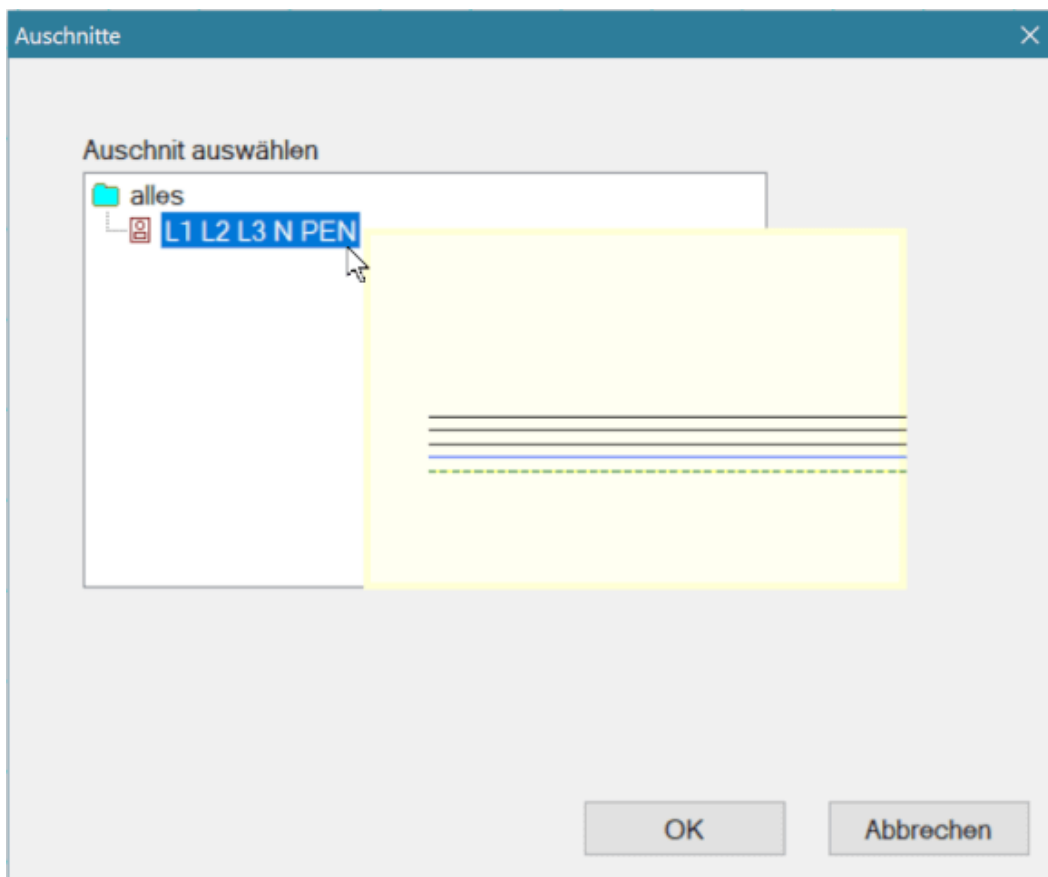 Auschnitte
Auschnit auswählen
alles
L1 L2 L3 N PEN
OK
Abbrechen